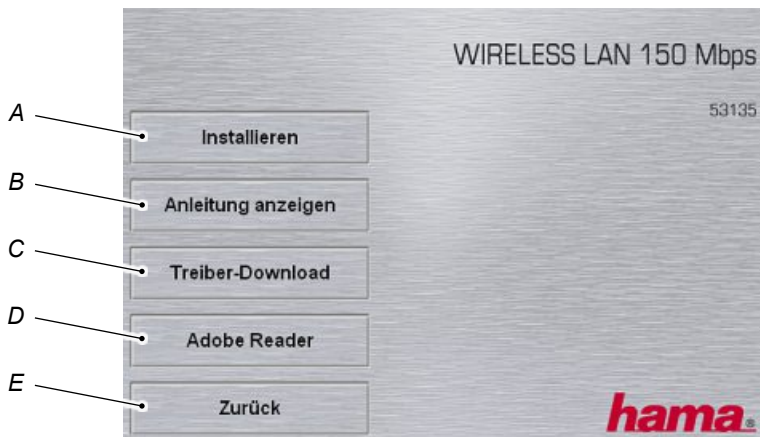 WIRELESS LAN 150 Mbps
53135
A
Installieren
B
Anleitung anzeigen
C
Treiber-Download
D
Adobe Reader
E
Zurück
hama®